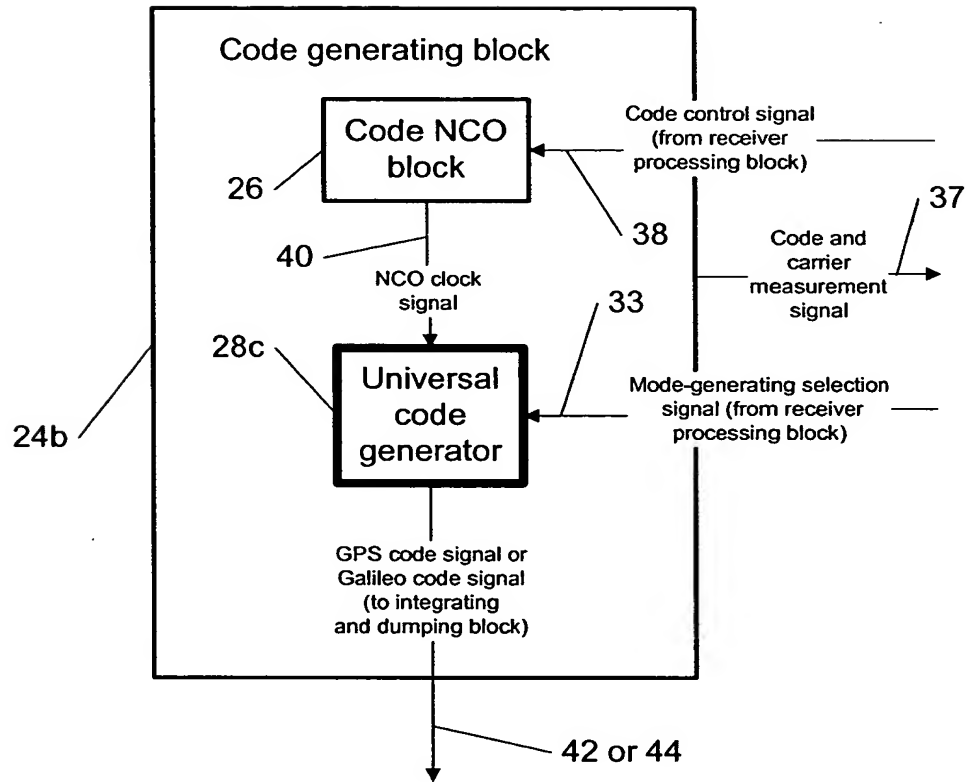 Code generating block
Code control signal
(from receiver
processing block)
Code NCO
block
26
38
37
40
Code and
carrier
measurement
signal
NCO clock
signal
33
28c
Universal
code
generator
Mode-generating selection
signal (from receiver
processing block)
24b
GPS code signal or
Galileo code signal
(to integrating
and dumping block)
42 or 44